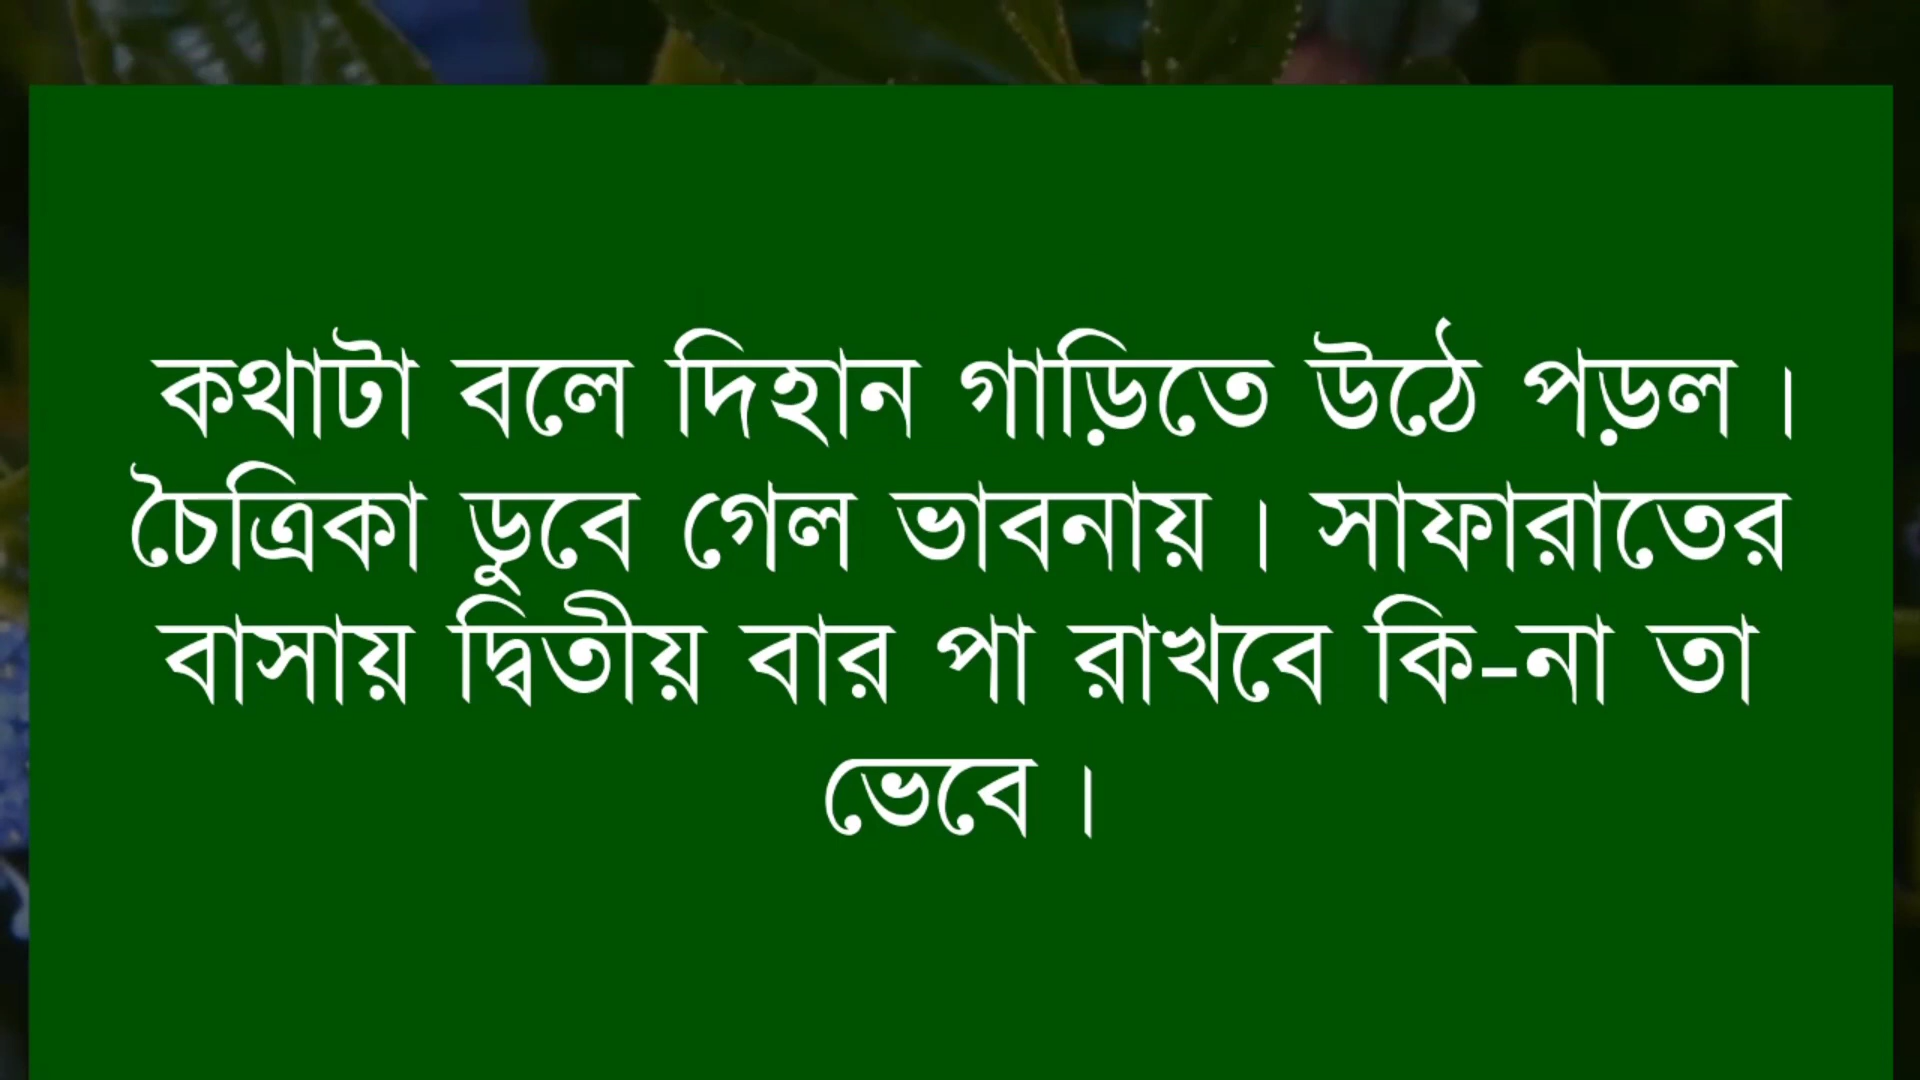 কথাটা বলে দিহান গাড়িতে উঠে পড়ল।
চৈত্রিকা ডুবে গেল ভাবনায়। সাফারাতের
বাসায় দ্বিতীয় বার পা রাখবে কি-না তা
ভেবে।